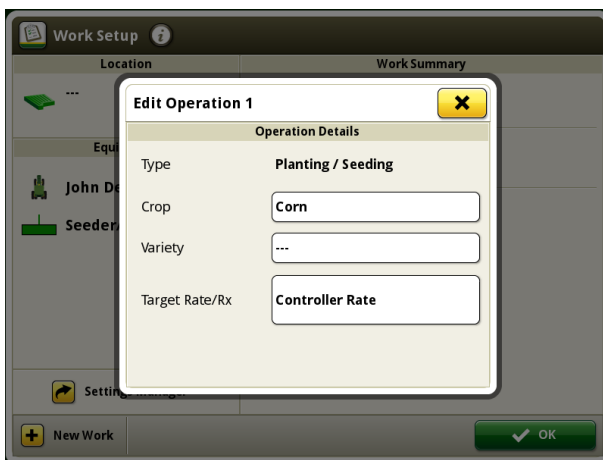 Work Setup
Location
Work Summary
---
Edit Operation 1
Operation Details
Type
Planting / Seeding
Crop
Corn
Variety
---
Target Rate/Rx
Controller Rate
John De
Seeder
New Work
OK